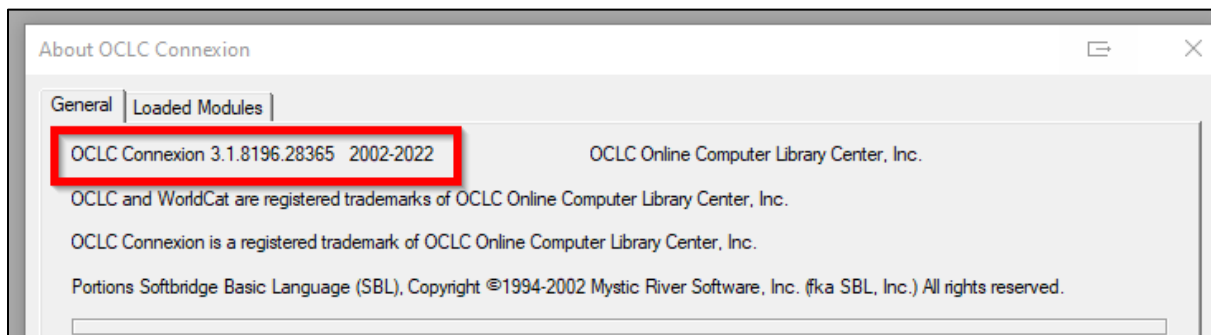 About OCLC Connexion
General Loaded Modules
OCLC Connexion 3.1.8196.28365 2002-2022 OCLC Online Computer Library Center, Inc.
OCLC and WorldCat are registered trademarks of OCLC Online Computer Library Center, Inc.
OCLC Connexion is a registered trademark of OCLC Online Computer Library Center, Inc.
Portions Softbridge Basic Language (SBL), Copyright ©1994-2002 Mystic River Software, Inc. (fka SBL, Inc.) All rights reserved.